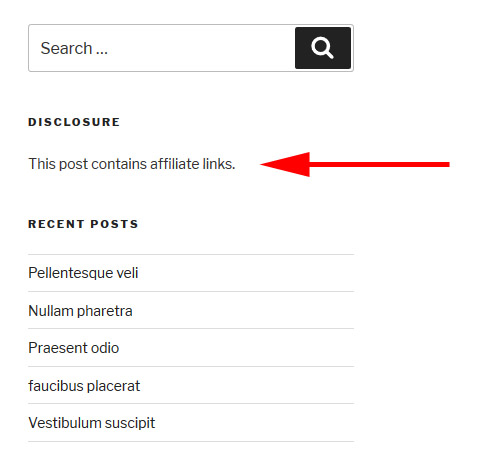 Search ...
DISCLOSURE
This post contains affiliate links.
RECENT POSTS
Pellentesque veli
Nullam pharetra
Praesent odio
faucibus placerat
Vestibulum suscipit